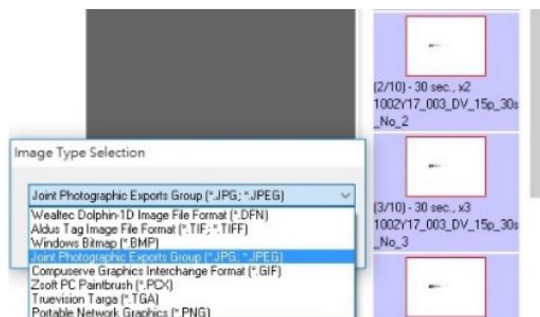 (2/10) - 30 sec., x2
1002Y17_003_DV_15p_30s
_No_2
Image Type Selection
Joint Photographic Exports Group (*.JPG; *.JPEG)
Wealtec Dolphin-1D Image File Format (*.DFN)
Aldus Tag Image File Format (*.TIF; *.TIFF)
Windows Bitmap (*.BMP)
Joint Photographic Exports Group (*.JPG; *.JPEG)
Compuserve Graphics Interchange Format (*.GIF)
Zsoft PC Paintbrush (*.PCX)
Truevision Targa (*.TGA)
Portable Network Graphics (*.PNG)
(3/10) - 30 sec., x3
1002Y17_003_DV_15p_30s
_No_3